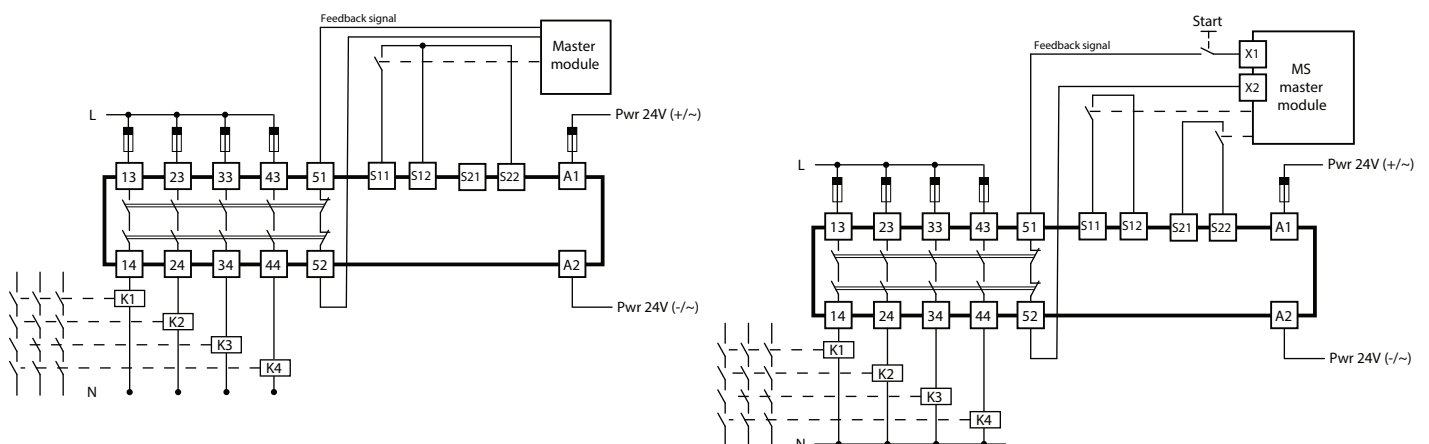 Feedback signal
Master
module
L
Pwr 24V (+/~)
13 23 33 43 51 S11 S12 S21 S22 A1
14 24 34 44 52 A2
K1
K2
K3
K4
Pwr 24V (-/~)
N
Start
Feedback signal
X1
X2
MS
master
module
L
Pwr 24V (+/~)
13 23 33 43 51 S11 S12 S21 S22 A1
14 24 34 44 52 A2
K1
K2
K3
K4
Pwr 24V (-/~)
N